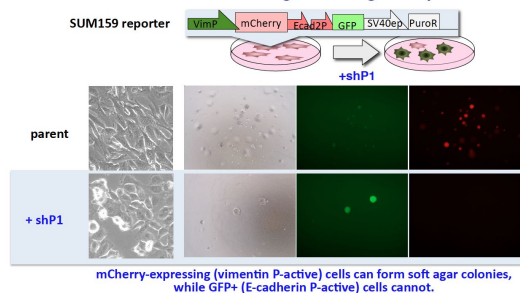 SUM159 reporter
VimP mCherry Ecad2P GFP SV40ep PuroR
+shP1
parent
+ shP1
mCherry-expressing (vimentin P-active) cells can form soft agar colonies,
while GFP+ (E-cadherin P-active) cells cannot.